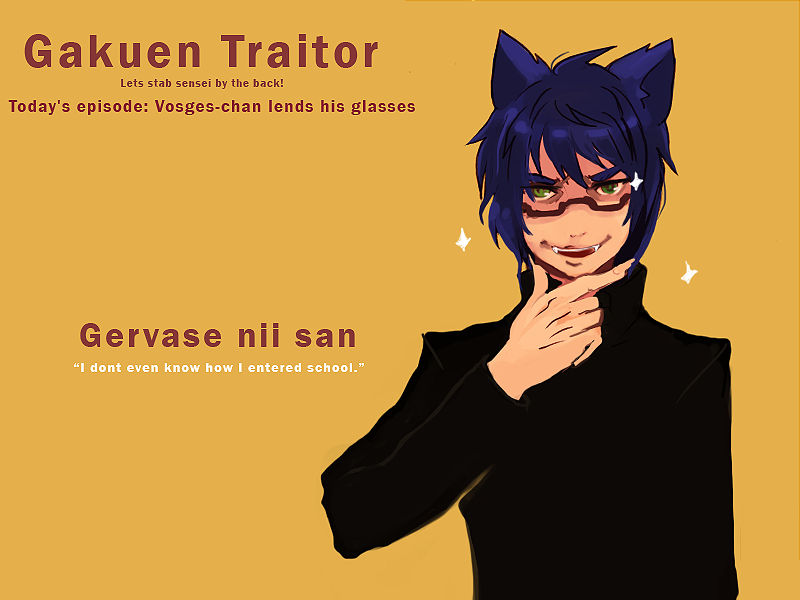 Gakuen Traitor
Lets stab sensei by the back!
Today's episode: Vosges-chan lends his glasses
Gervase nii san
“I dont even know how I entered school.”